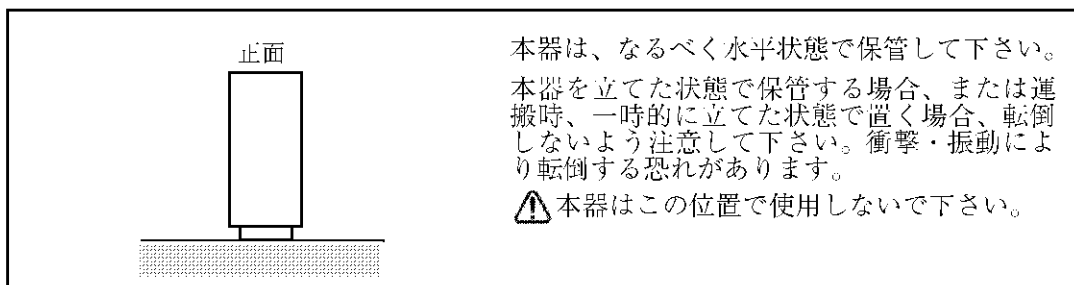 正面
本器は、なるべく水平状態で保管して下さい。
本器を立てた状態で保管する場合、または運
搬時、一時的に立てた状態で置く場合、転倒
しないよう注意して下さい。衝撃・振動によ
り転倒する恐れがあります。
本器はこの位置で使用しないで下さい。